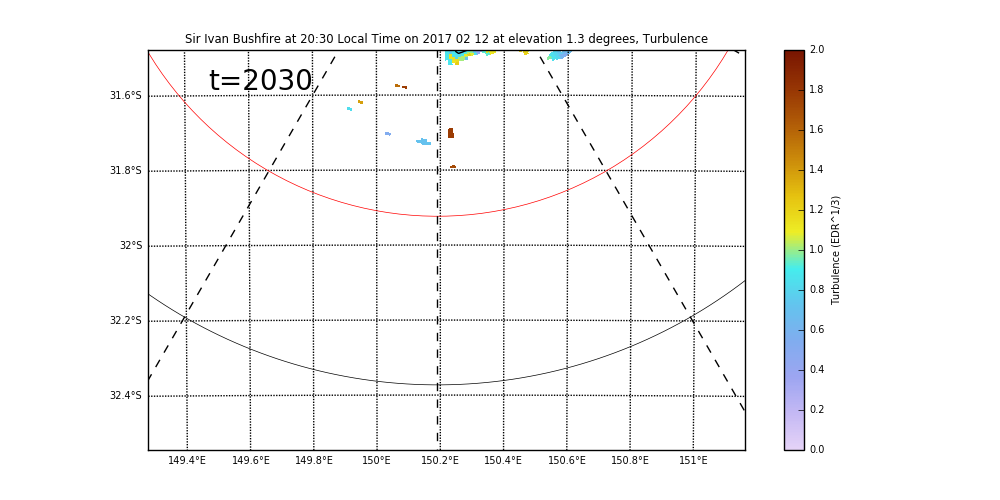 Sir Ivan Bushfire at 20:30 Local Time on 2017 02 12 at elevation 1.3 degrees, Turbulence
t=2030
31.6°S
31.8°S
32°S
32.2°S
32.4°S
149.4°E 149.6°E 149.8°E 150°E 150.2°E 150.4°E 150.6°E 150.8°E 151°E
2.0
1.8
1.6
1.4
1.2
1.0
0.8
0.6
0.4
0.2
0.0
Turbulence (EDR^1/3)